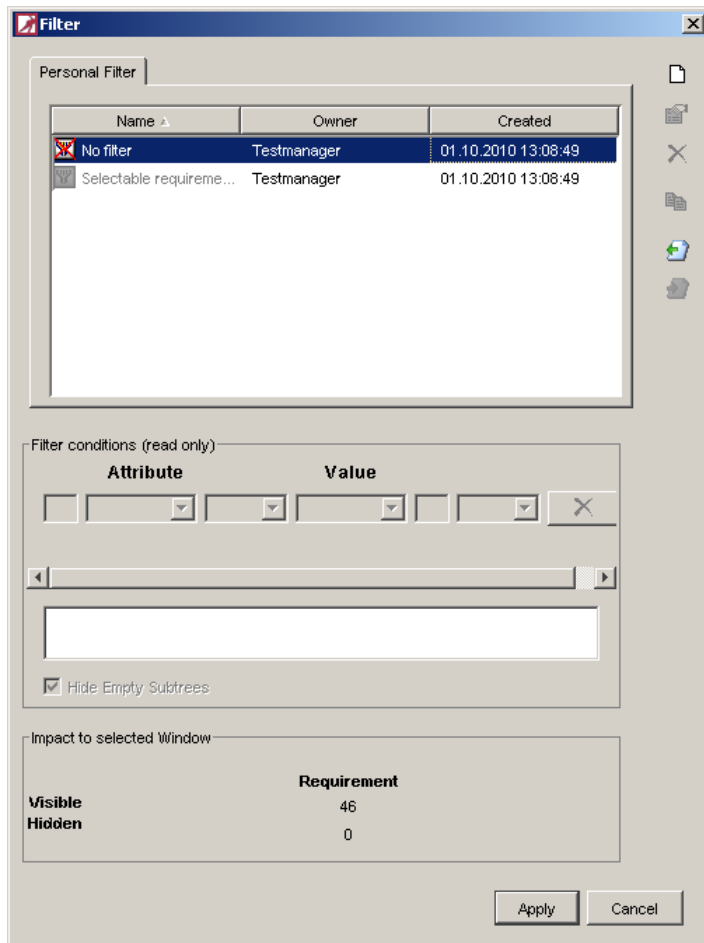 Filter
Personal Filter
Name Owner Created
No filter Testmanager 01.10.2010 13:08:49
Selectable requireme... Testmanager 01.10.2010 13:08:49
Filter conditions (read only)
Attribute Value
Hide Empty Subtrees
Impact to selected Window
Requirement
Visible 46
Hidden 0
Apply Cancel